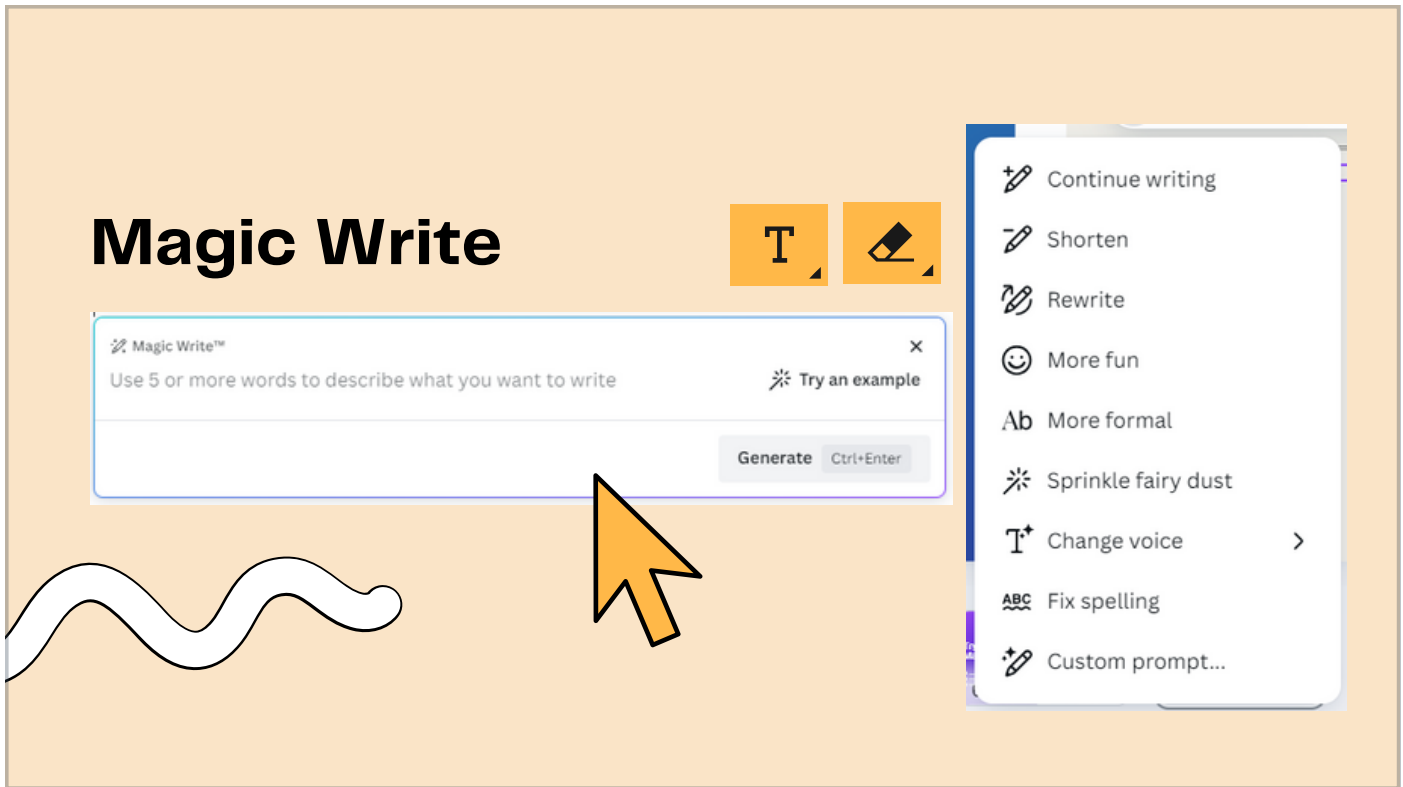 Magic Write
T
Magic Write™
Use 5 or more words to describe what you want to write
Try an example
Generate Ctrl+Enter
Continue writing
Shorten
Rewrite
More fun
Ab More formal
Sprinkle fairy dust
T Change voice
ABC Fix spelling
Custom prompt...